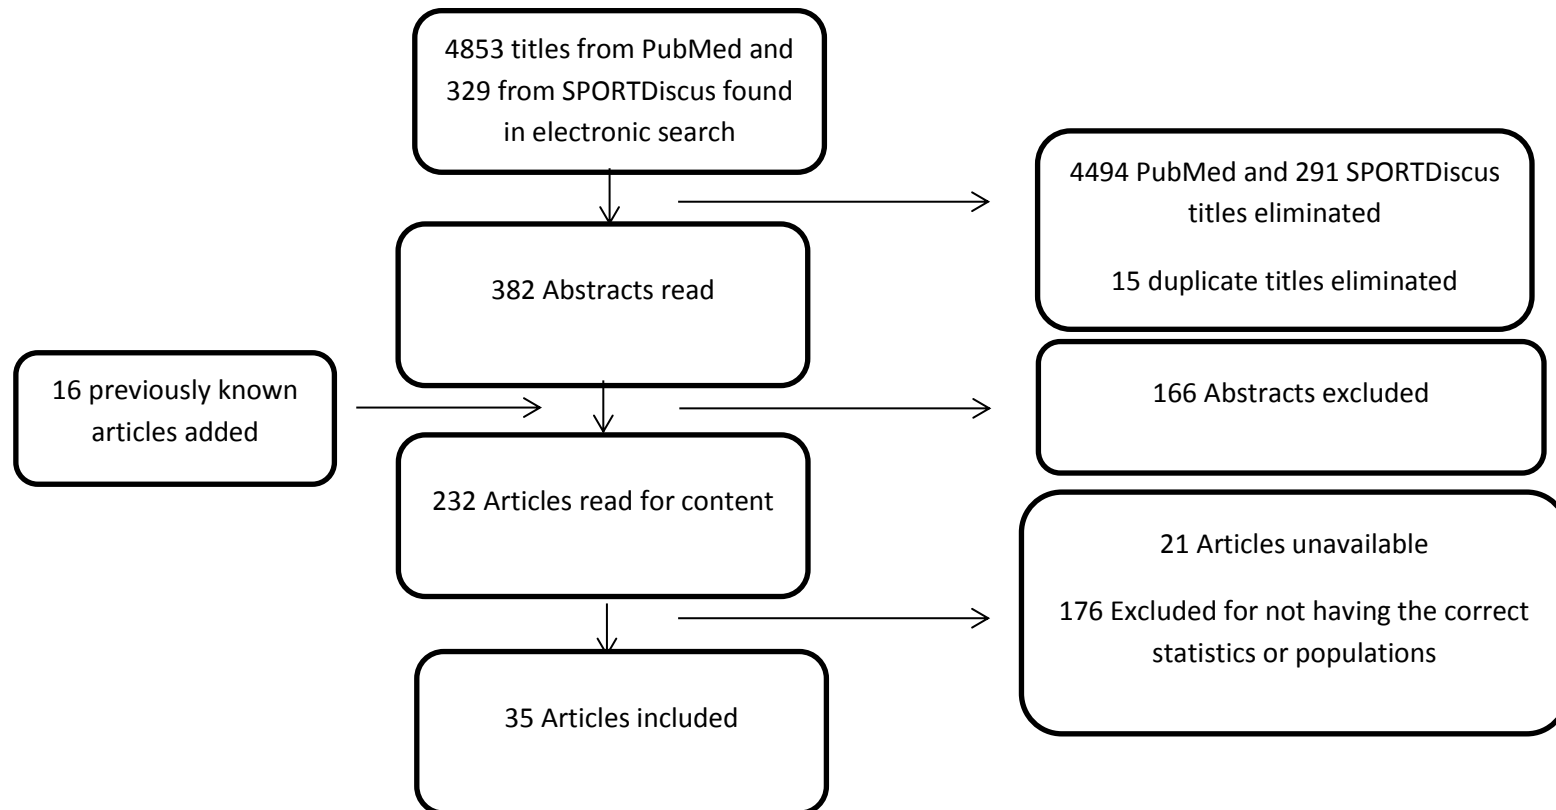 4853 titles from PubMed and
329 from SPORTDiscus found
in electronic search
4494 PubMed and 291 SPORTDiscus
titles eliminated
15 duplicate titles eliminated
382 Abstracts read
16 previously known
articles added
166 Abstracts excluded
232 Articles read for content
21 Articles unavailable
176 Excluded for not having the correct
statistics or populations
35 Articles included